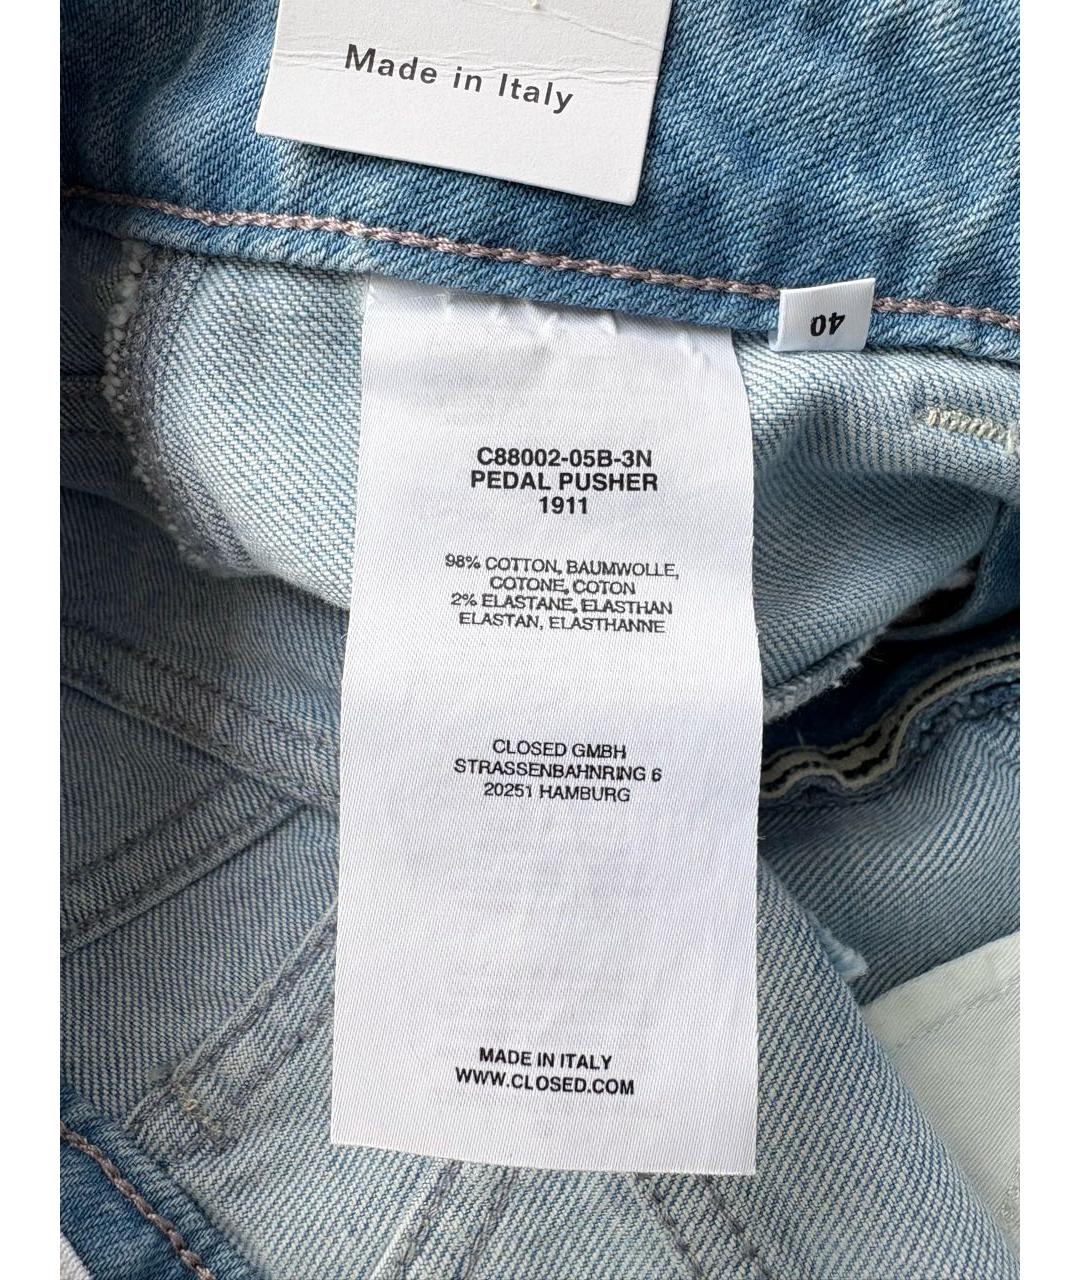 Made in Italy
40
C88002-05B-3N
PEDAL PUSHER
1911
98% COTTON, BAUMWOLLE,
COTONE, COTON
2% ELASTANE, ELASTHAN
ELASTAN, ELASTHANNE
CLOSED GMBH
STRASSENBAHNRING 6
20251 HAMBURG
MADE IN ITALY
WWW.CLOSED.COM